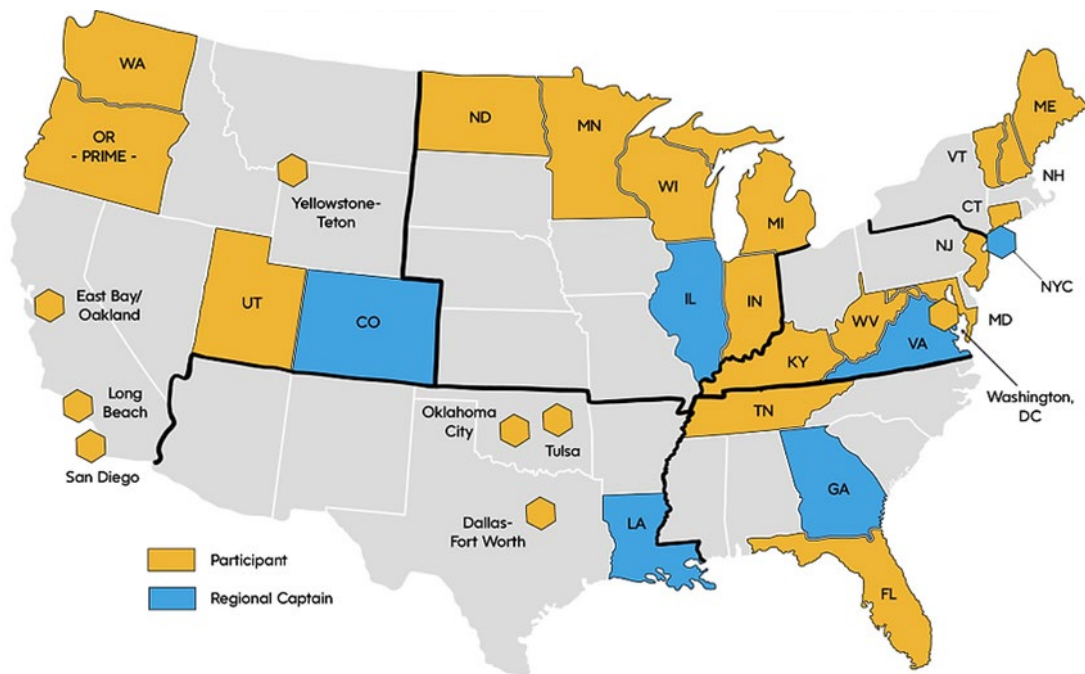 WA
OR
- PRIME -
ND
MN
WI
MI
ME
VT
NH
CT
NJ
NYC
Yellowstone-
Teton
UT
CO
IL
IN
KY
WV
VA
MD
Washington,
DC
East Bay/
Oakland
Long
Beach
San Diego
Oklahoma
City
Tulsa
TN
Dallas-
Fort Worth
LA
GA
FL
Participant
Regional Captain